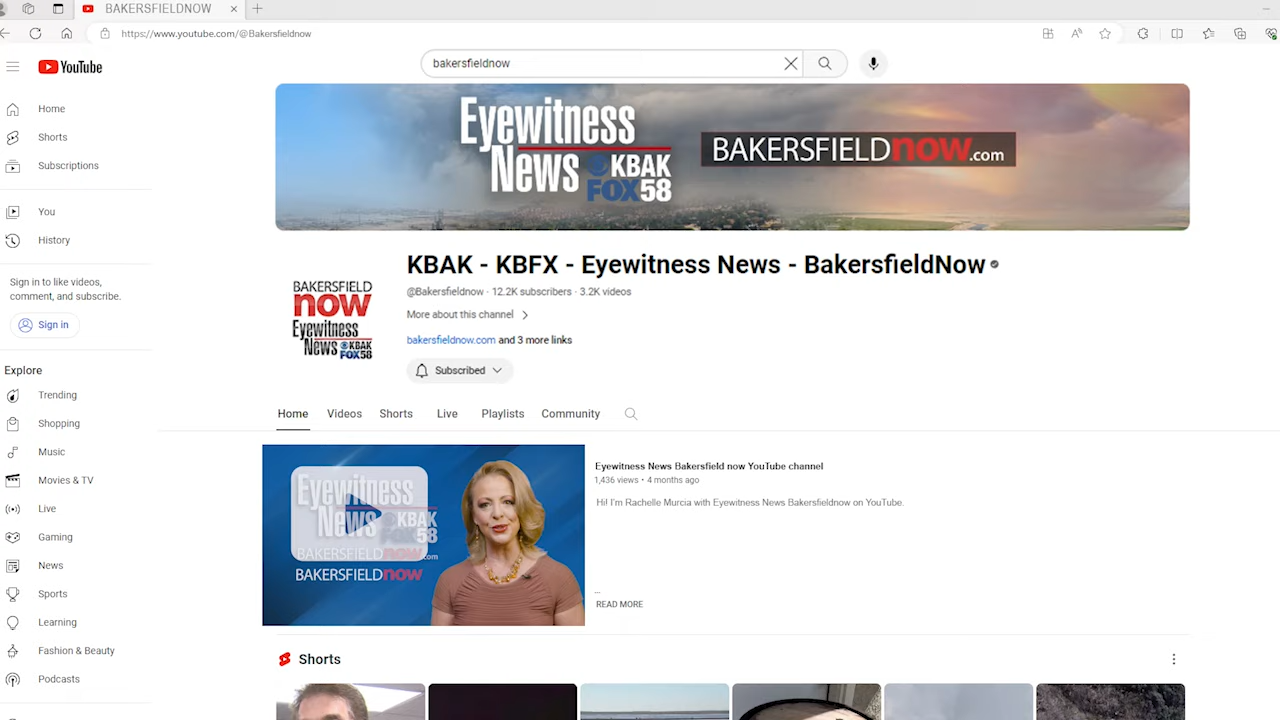 BAKERSFIELDNOW
https://www.youtube.com/@Bakersfieldnow
YouTube
bakersfieldnow
Home
Shorts
Subscriptions
You
History
Sign in to like videos,
comment, and subscribe.
Sign in
Explore
Trending
Shopping
Music
Movies & TV
Live
Gaming
News
Sports
Learning
Fashion & Beauty
Podcasts
Eyewitness
News KBAK
FOX58
BAKERSFIELDnow.com
BAKERSFIELD
now
Eyewitness
News KBAK
FOX58
KBAK - KBFX - Eyewitness News - BakersfieldNow
@Bakersfieldnow · 12.2K subscribers · 3.2K videos
More about this channel
bakersfieldnow.com and 3 more links
Subscribed
Home Videos Shorts Live Playlists Community
Eyewitness
News KBAK
FOX58
BAKERSFIELDnow.com
BAKERSFIELDnow
Eyewitness News Bakersfield now YouTube channel
1,436 views • 4 months ago
Hi! I'm Rachelle Murcia with Eyewitness News Bakersfieldnow on YouTube.
...
READ MORE
Shorts